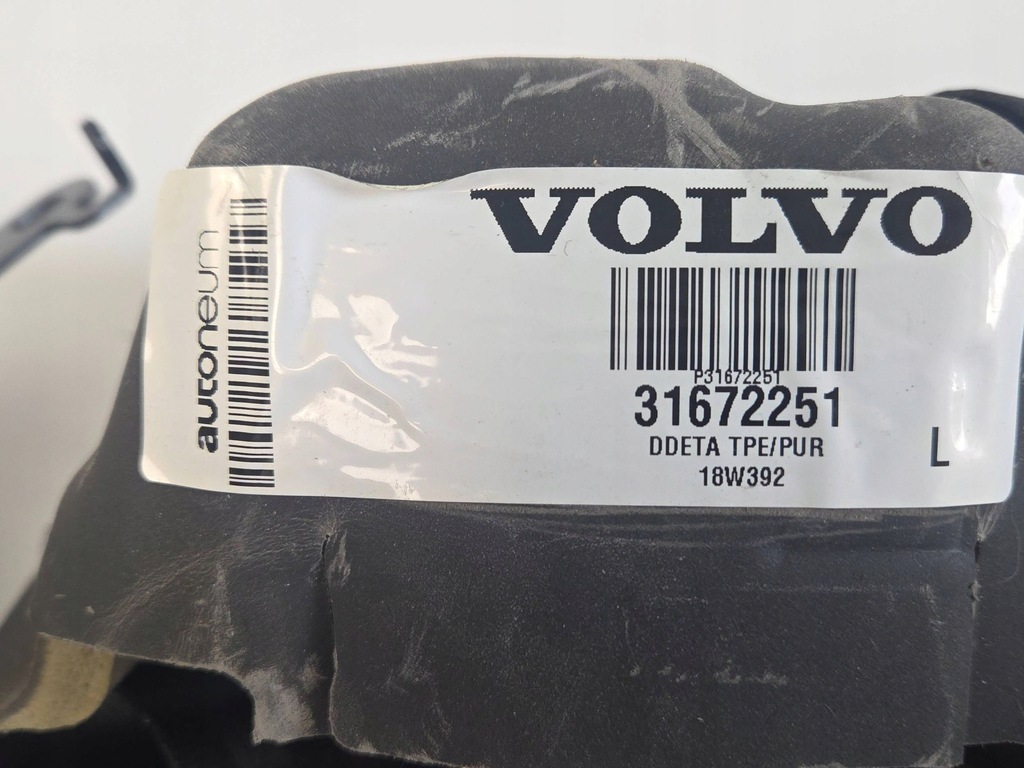 autoneum
VOLVO
P31672251
31672251
DDETA TPE/PUR
18W392
L